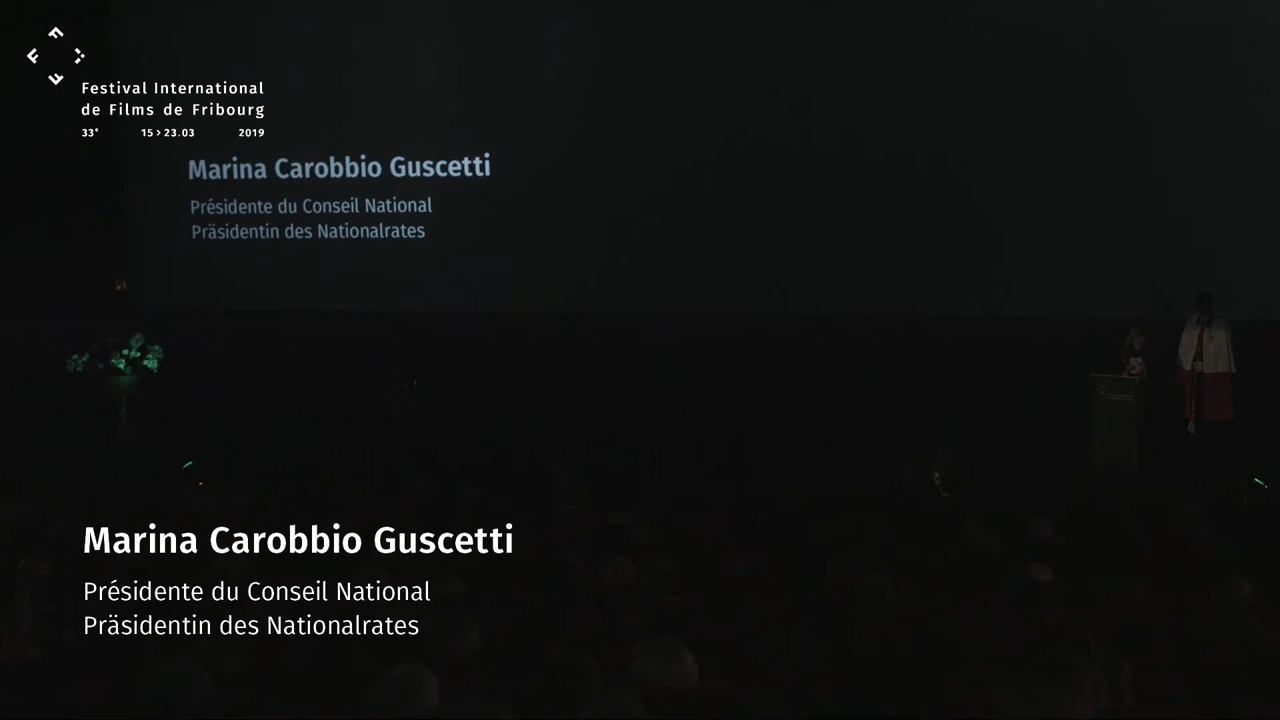 Festival International
de Films de Fribourg
33° 15 > 23.03 2019
Marina Carobbio Guscetti
Présidente du Conseil National
Präsidentin des Nationalrates
Marina Carobbio Guscetti
Présidente du Conseil National
Präsidentin des Nationalrates